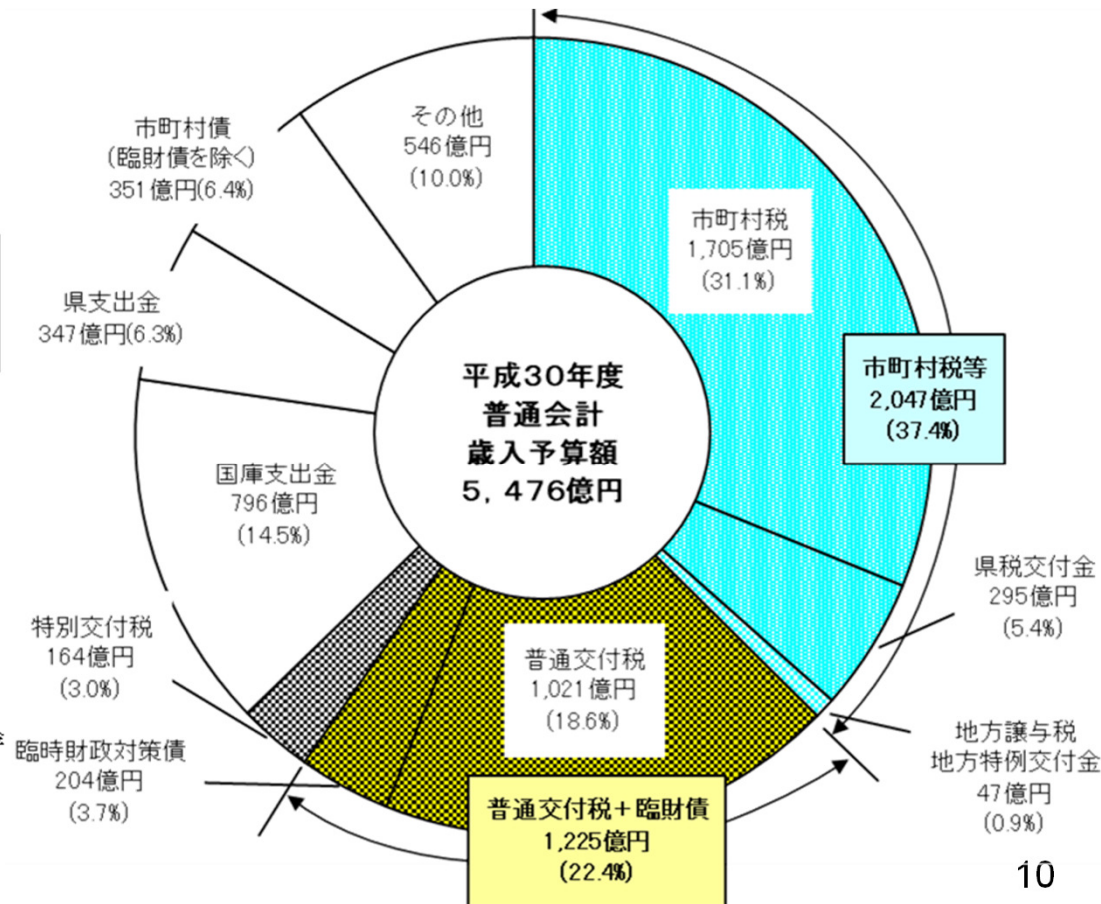 その他
546億円
(10.0%)
市町村債
(臨財債を除く)
351億円(6.4%)
市町村税
1,705億円
(31.1%)
県支出金
347億円(6.3%)
市町村税等
2,047億円
(37.4%)
平成30年度
普通会計
歳入予算額
5,476億円
国庫支出金
796億円
(14.5%)
県税交付金
295億円
(5.4%)
特別交付税
164億円
(3.0%)
普通交付税
1,021億円
(18.6%)
地方譲与税
地方特例交付金
47億円
(0.9%)
臨時財政対策債
204億円
(3.7%)
普通交付税+臨財債
1,225億円
(22.4%)
10